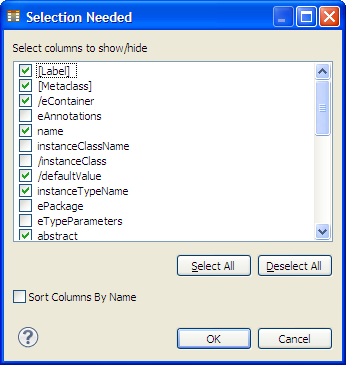 Selection Needed
Select columns to show/hide
[Label]
[Metaclass]
/eContainer
eAnnotations
name
instanceClassName
/instanceClass
/defaultValue
instanceTypeName
ePackage
eTypeParameters
abstract
Select All
Deselect All
Sort Columns By Name
?
OK
Cancel